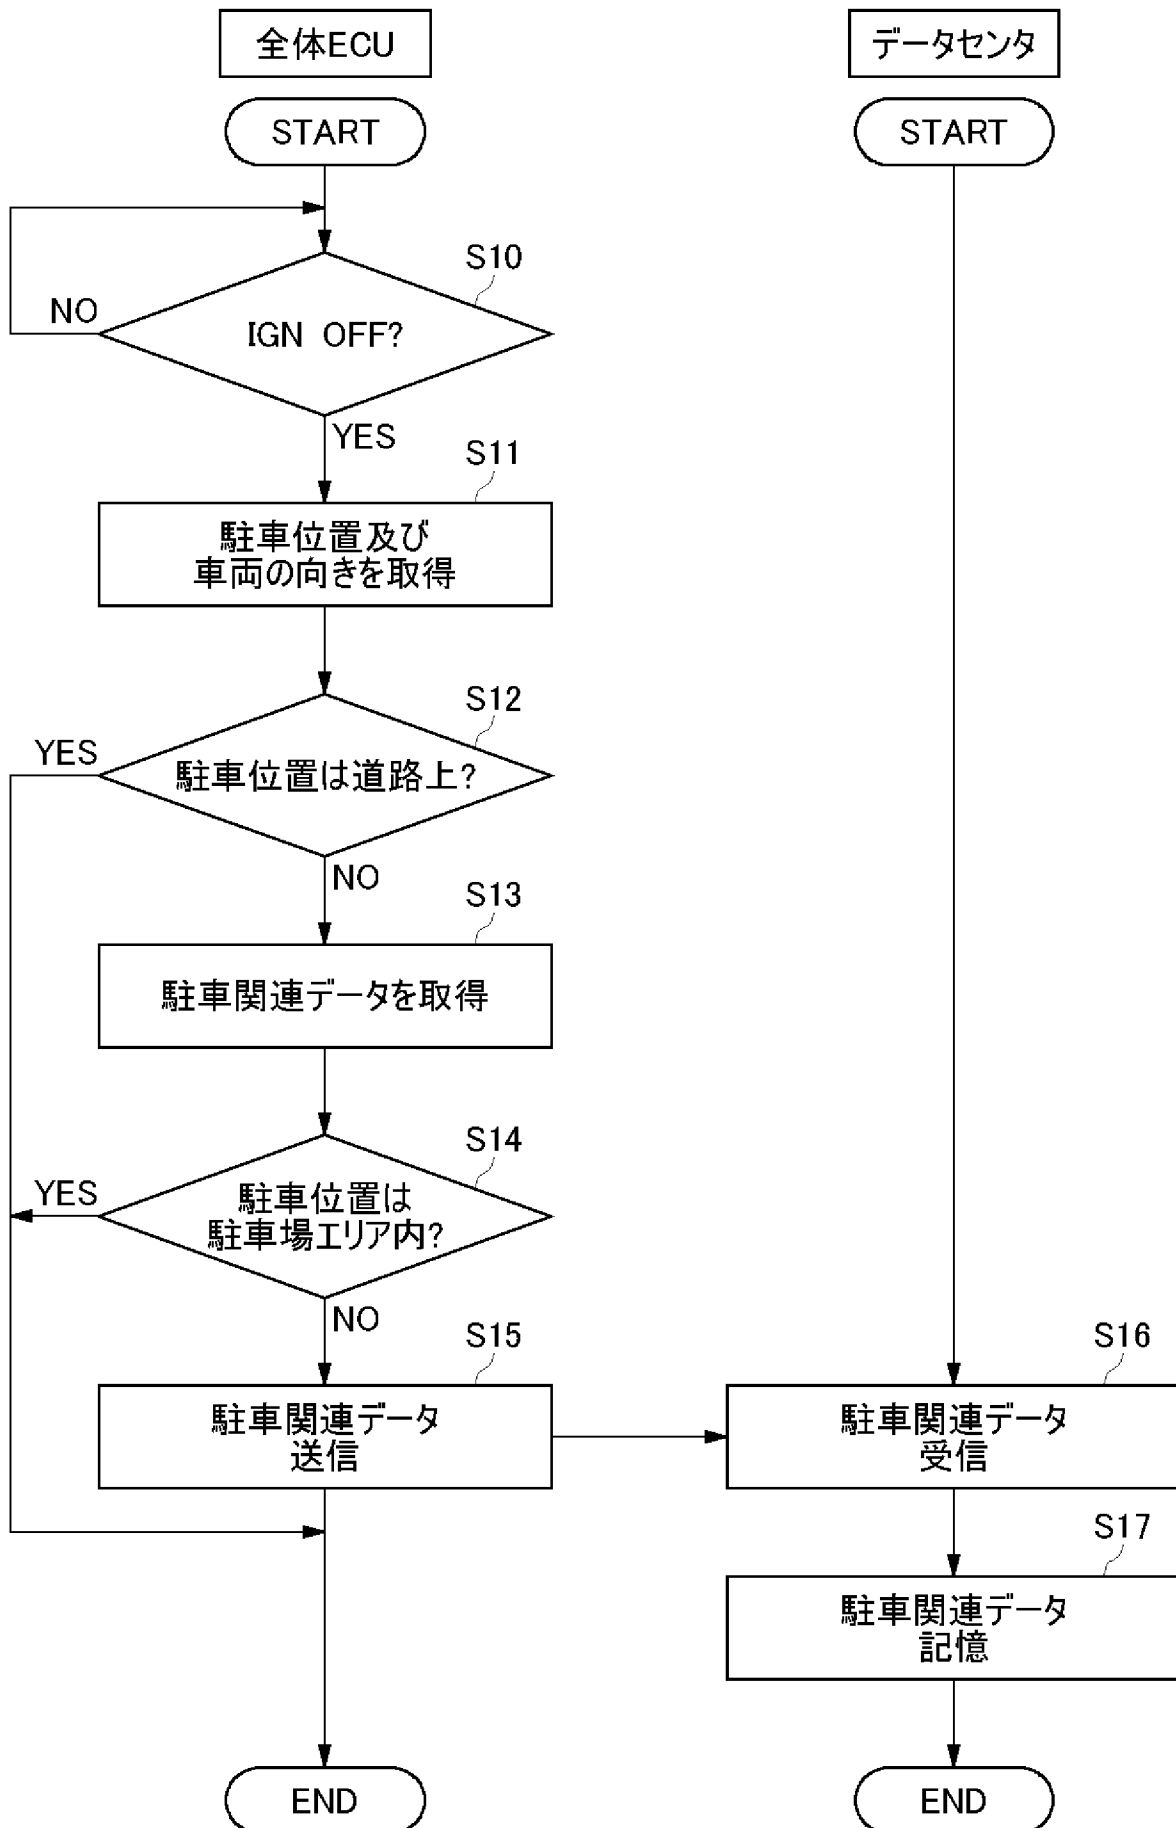 全体ECU
データセンタ
START
START
S10
NO
IGN OFF?
YES
S11
駐車位置及び
車両の向きを取得
S12
YES
駐車位置は道路上?
NO
S13
駐車関連データを取得
S14
YES
駐車位置は
駐車場エリア内?
NO
S15
S16
駐車関連データ
送信
駐車関連データ
受信
S17
駐車関連データ
記憶
END
END